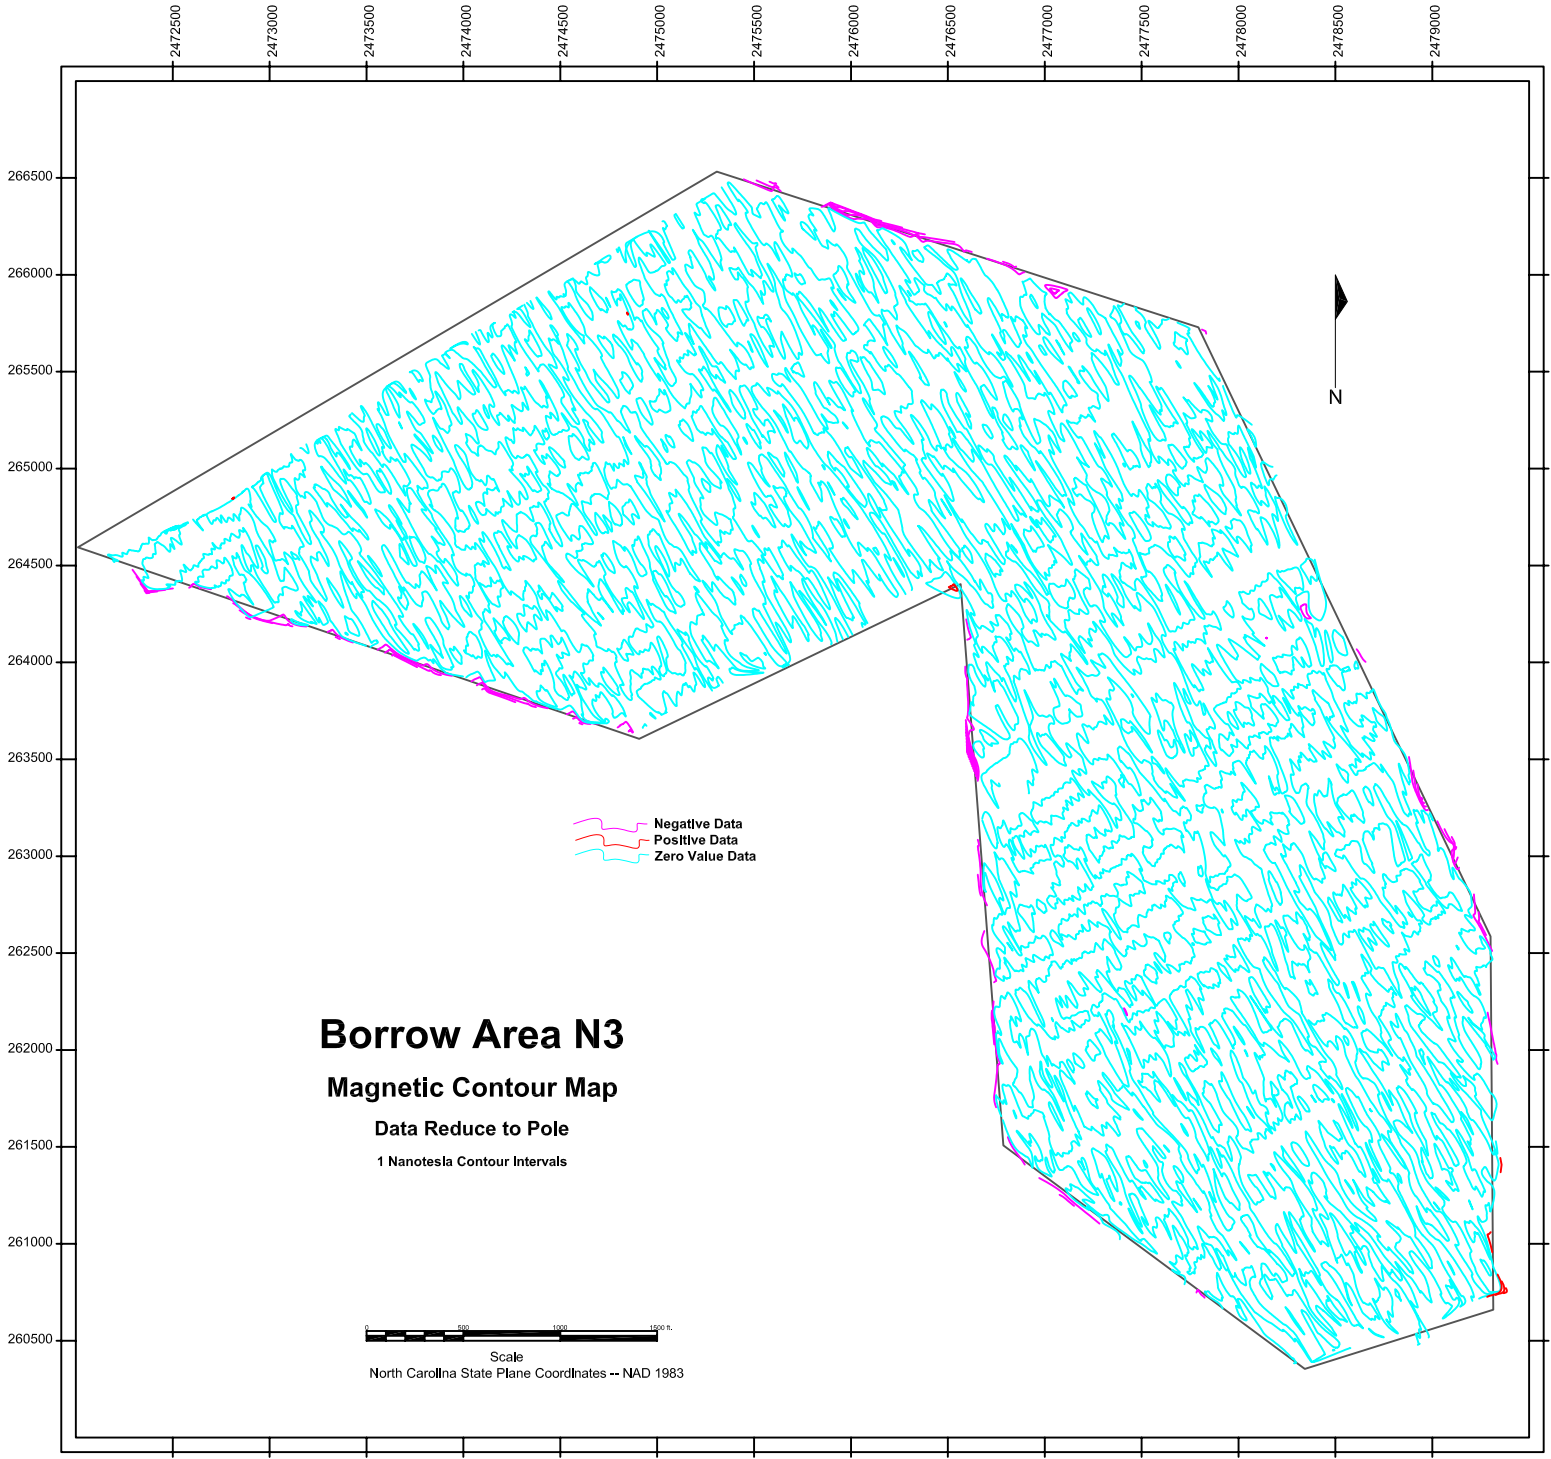 2472500
2473000
2473500
2474000
2474500
2475000
2475500
2476000
2476500
2477000
2477500
2478000
2478500
2479000
266500
266000
265500
265000
264500
264000
263500
263000
262500
262000
261500
261000
260500
N
Negative Data
Positive Data
Zero Value Data
Borrow Area N3
Magnetic Contour Map
Data Reduce to Pole
1 Nanotesla Contour Intervals
0 500 1000 1500 ft.
Scale
North Carolina State Plane Coordinates -- NAD 1983